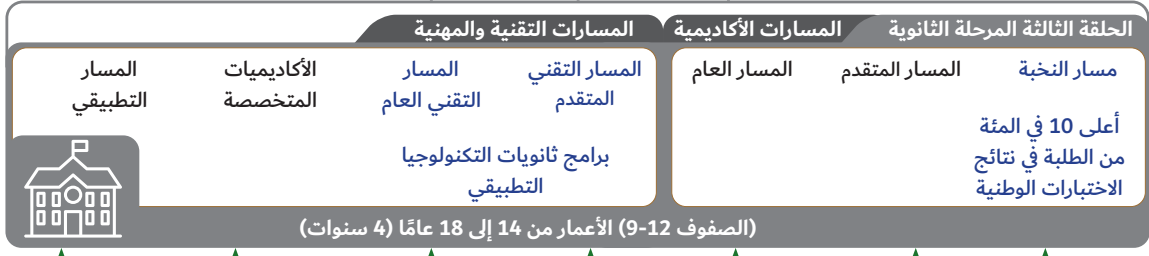 الحلقة الثالثة المرحلة الثانوية
المسارات الأكاديمية
المسارات التقنية والمهنية
مسار النخبة
المسار المتقدم
المسار العام
المسار التقني
المتقدم
المسار
التقني العام
الأكاديميات
المتخصصة
المسار
التطبيقي
أعلى 10 في المئة
من الطلبة في نتائج
الاختبارات الوطنية
برامج ثانويات التكنولوجيا
التطبيقي
(الصفوف 12-9) الأعمار من 14 إلى 18 عامًا (4 سنوات)